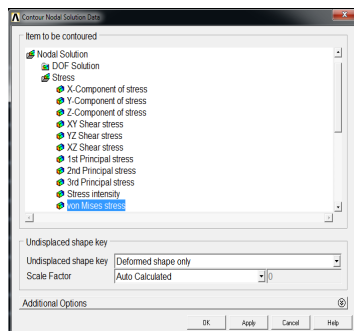 Contour Nodal Solution Data
Item to be contoured
Nodal Solution
DOF Solution
Stress
X-Component of stress
Y-Component of stress
Z-Component of stress
XY Shear stress
YZ Shear stress
XZ Shear stress
1st Principal stress
2nd Principal stress
3rd Principal stress
Stress intensity
von Mises stress
Undisplaced shape key
Undisplaced shape key Deformed shape only
Scale Factor Auto Calculated 0
Additional Options
OK Apply Cancel Help